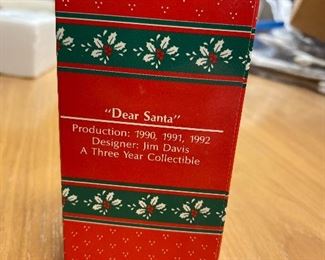 "Dear Santa"
Production: 1990, 1991, 1992
Designer: Jim Davis
A Three Year Collectible